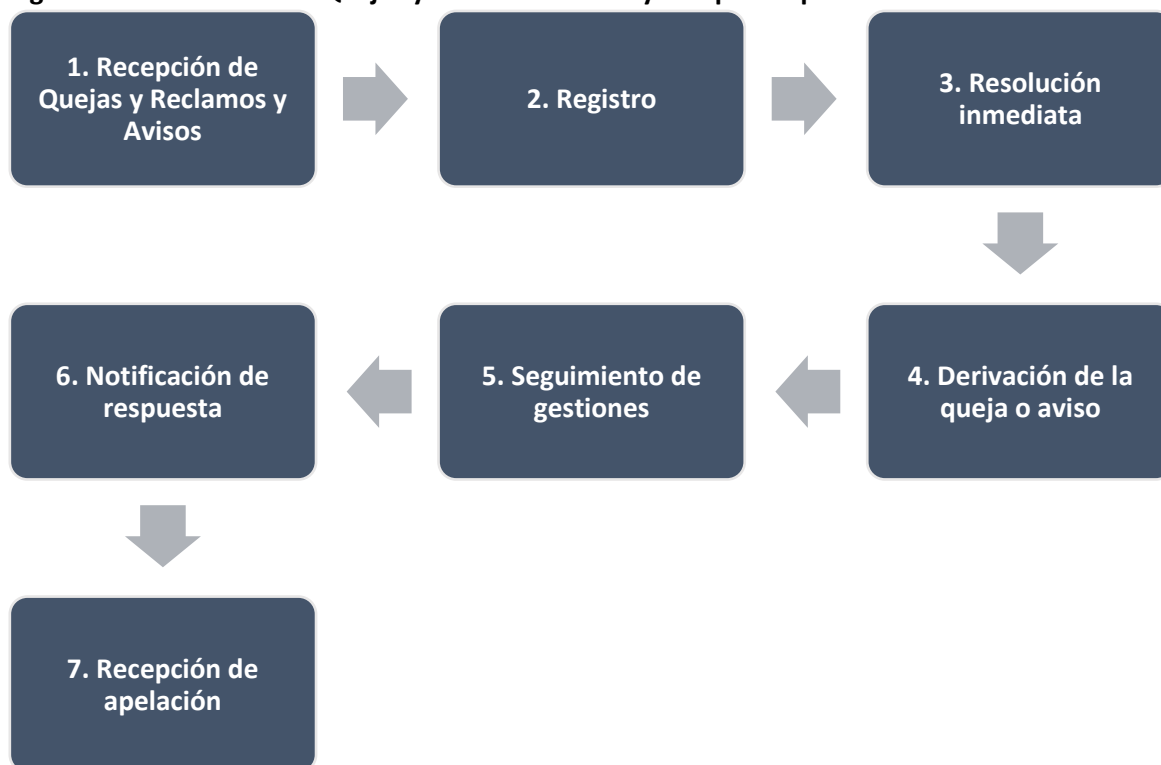 1. Recepción de
Quejas y Reclamos y
Avisos
2. Registro
3. Resolución
inmediata
6. Notificación de
respuesta
5. Seguimiento de
gestiones
4. Derivación de la
queja o aviso
7. Recepción de
apelación